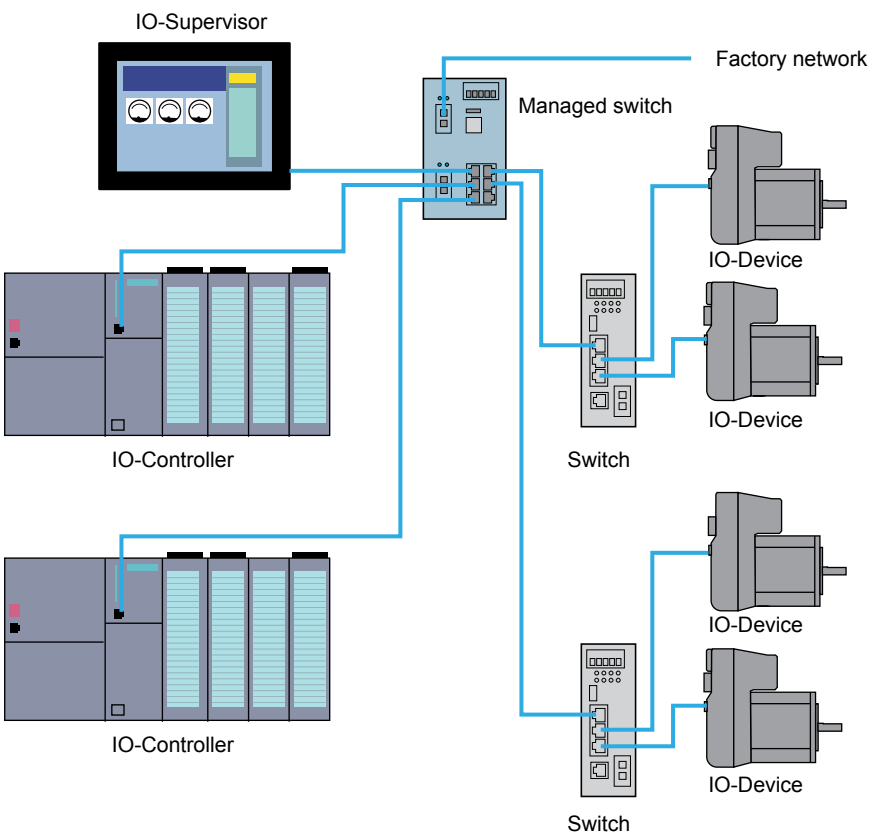 IO-Supervisor
Factory network
Managed switch
IO-Device
IO-Device
IO-Controller
Switch
IO-Device
IO-Controller
IO-Device
Switch